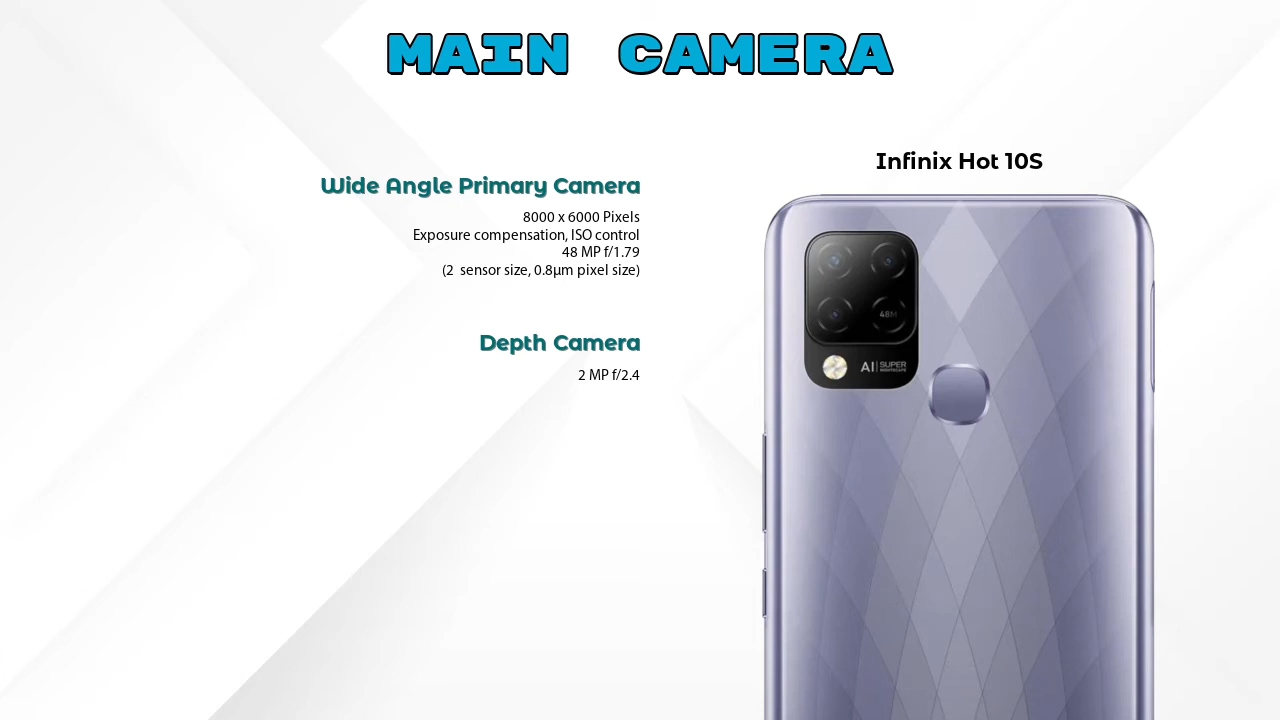 MAIN CAMERA
Infinix Hot 10S
Wide Angle Primary Camera
8000 x 6000 Pixels
Exposure compensation, ISO control
48 MP f/1.79
(2  sensor size, 0.8µm pixel size)
Depth Camera
2 MP f/2.4
48M
AI | SUPER
NIGHTSCAPE